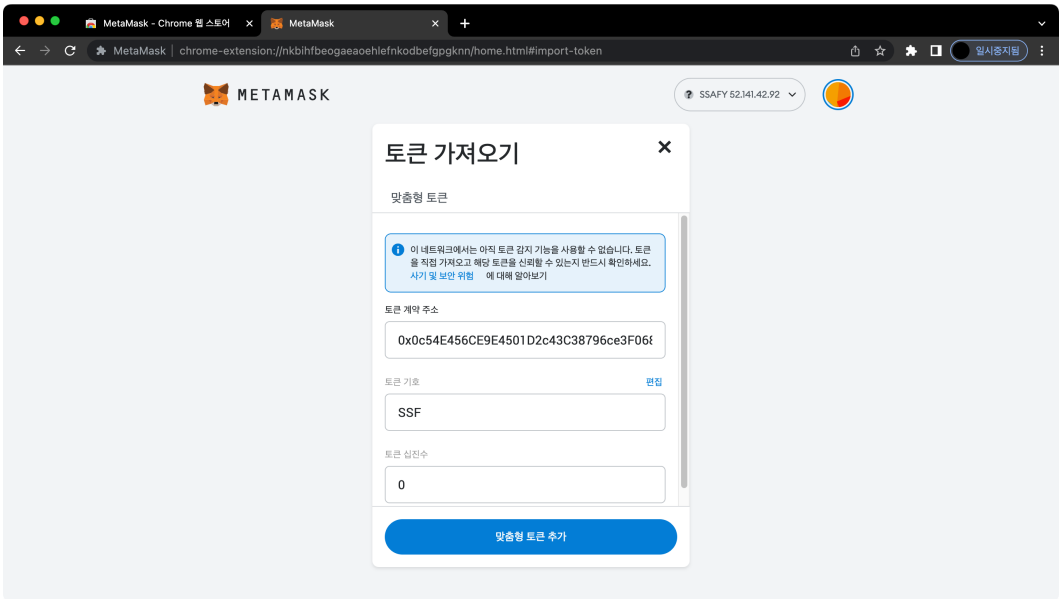 MetaMask - Chrome 웹 스토어
MetaMask
MetaMask | chrome-extension://nkbihfbeogaeaoehlefnkodbefgpgknn/home.html#import-token
일시중지됨
METAMASK
SSAFY 52.141.42.92
토큰 가져오기
맞춤형 토큰
이 네트워크에서는 아직 토큰 감지 기능을 사용할 수 없습니다. 토큰
을 직접 가져오고 해당 토큰을 신뢰할 수 있는지 반드시 확인하세요.
사기 및 보안 위험 에 대해 알아보기
토큰 계약 주소
0x0c54E456CE9E4501D2c43C38796ce3F068
토큰 기호
편집
SSF
토큰 십진수
0
맞춤형 토큰 추가